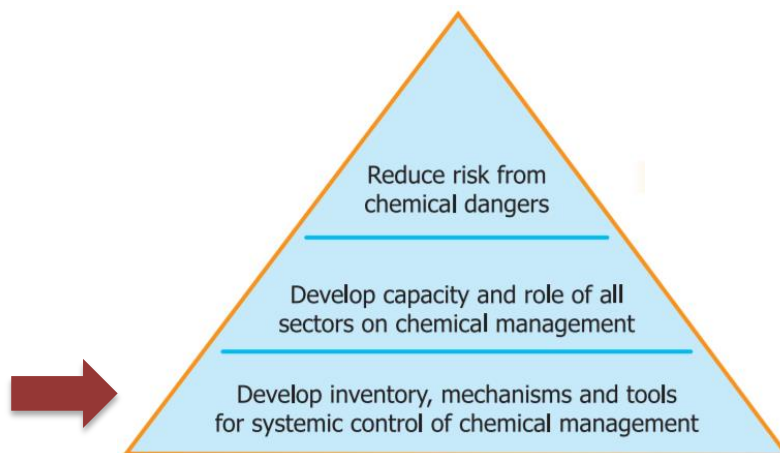 Reduce risk from
chemical dangers
Develop capacity and role of all
sectors on chemical management
Develop inventory, mechanisms and tools
for systemic control of chemical management